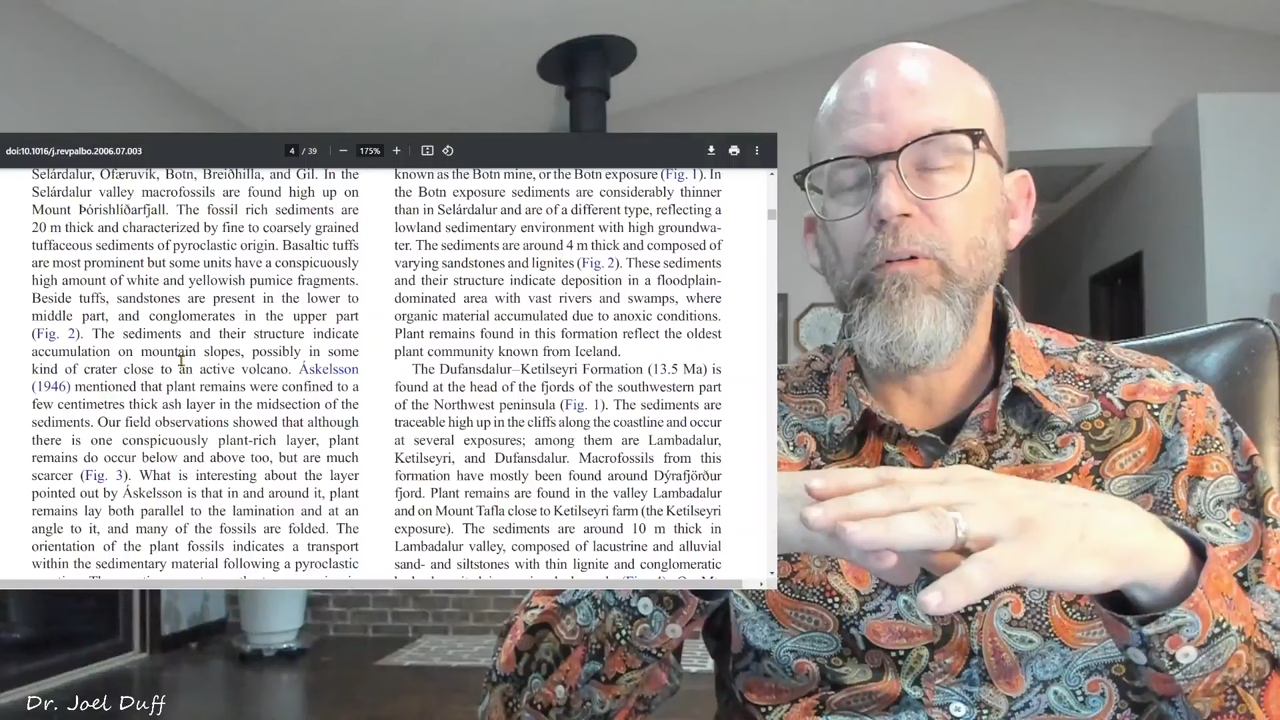 doi:10.1016/j.revpalbo.2006.07.003
4 / 39
175%
Selárdalur, Ófæruvík, Botn, Breiðhilla, and Gil. In the
Selárdalur valley macrofossils are found high up on
Mount Þórishlíðarfjall. The fossil rich sediments are
20 m thick and characterized by fine to coarsely grained
tuffaceous sediments of pyroclastic origin. Basaltic tuffs
are most prominent but some units have a conspicuously
high amount of white and yellowish pumice fragments.
Beside tuffs, sandstones are present in the lower to
middle part, and conglomerates in the upper part
(Fig. 2). The sediments and their structure indicate
accumulation on mountain slopes, possibly in some
kind of crater close to an active volcano. Áskelsson
(1946) mentioned that plant remains were confined to a
few centimetres thick ash layer in the midsection of the
sediments. Our field observations showed that although
there is one conspicuously plant-rich layer, plant
remains do occur below and above too, but are much
scarcer (Fig. 3). What is interesting about the layer
pointed out by Áskelsson is that in and around it, plant
remains lay both parallel to the lamination and at an
angle to it, and many of the fossils are folded. The
orientation of the plant fossils indicates a transport
within the sedimentary material following a pyroclastic
known as the Botn mine, or the Botn exposure (Fig. 1). In
the Botn exposure sediments are considerably thinner
than in Selárdalur and are of a different type, reflecting a
lowland sedimentary environment with high groundwa-
ter. The sediments are around 4 m thick and composed of
varying sandstones and lignites (Fig. 2). These sediments
and their structure indicate deposition in a floodplain-
dominated area with vast rivers and swamps, where
organic material accumulated due to anoxic conditions.
Plant remains found in this formation reflect the oldest
plant community known from Iceland.
The Dufansdalur–Ketilseyri Formation (13.5 Ma) is
found at the head of the fjords of the southwestern part
of the Northwest peninsula (Fig. 1). The sediments are
traceable high up in the cliffs along the coastline and occur
at several exposures; among them are Lambadalur,
Ketilseyri, and Dufansdalur. Macrofossils from this
formation have mostly been found around Dýrafjörður
fjord. Plant remains are found in the valley Lambadalur
and on Mount Tafla close to Ketilseyri farm (the Ketilseyri
exposure). The sediments are around 10 m thick in
Lambadalur valley, composed of lacustrine and alluvial
sand- and siltstones with thin lignite and conglomeratic
Dr. Joel Duff